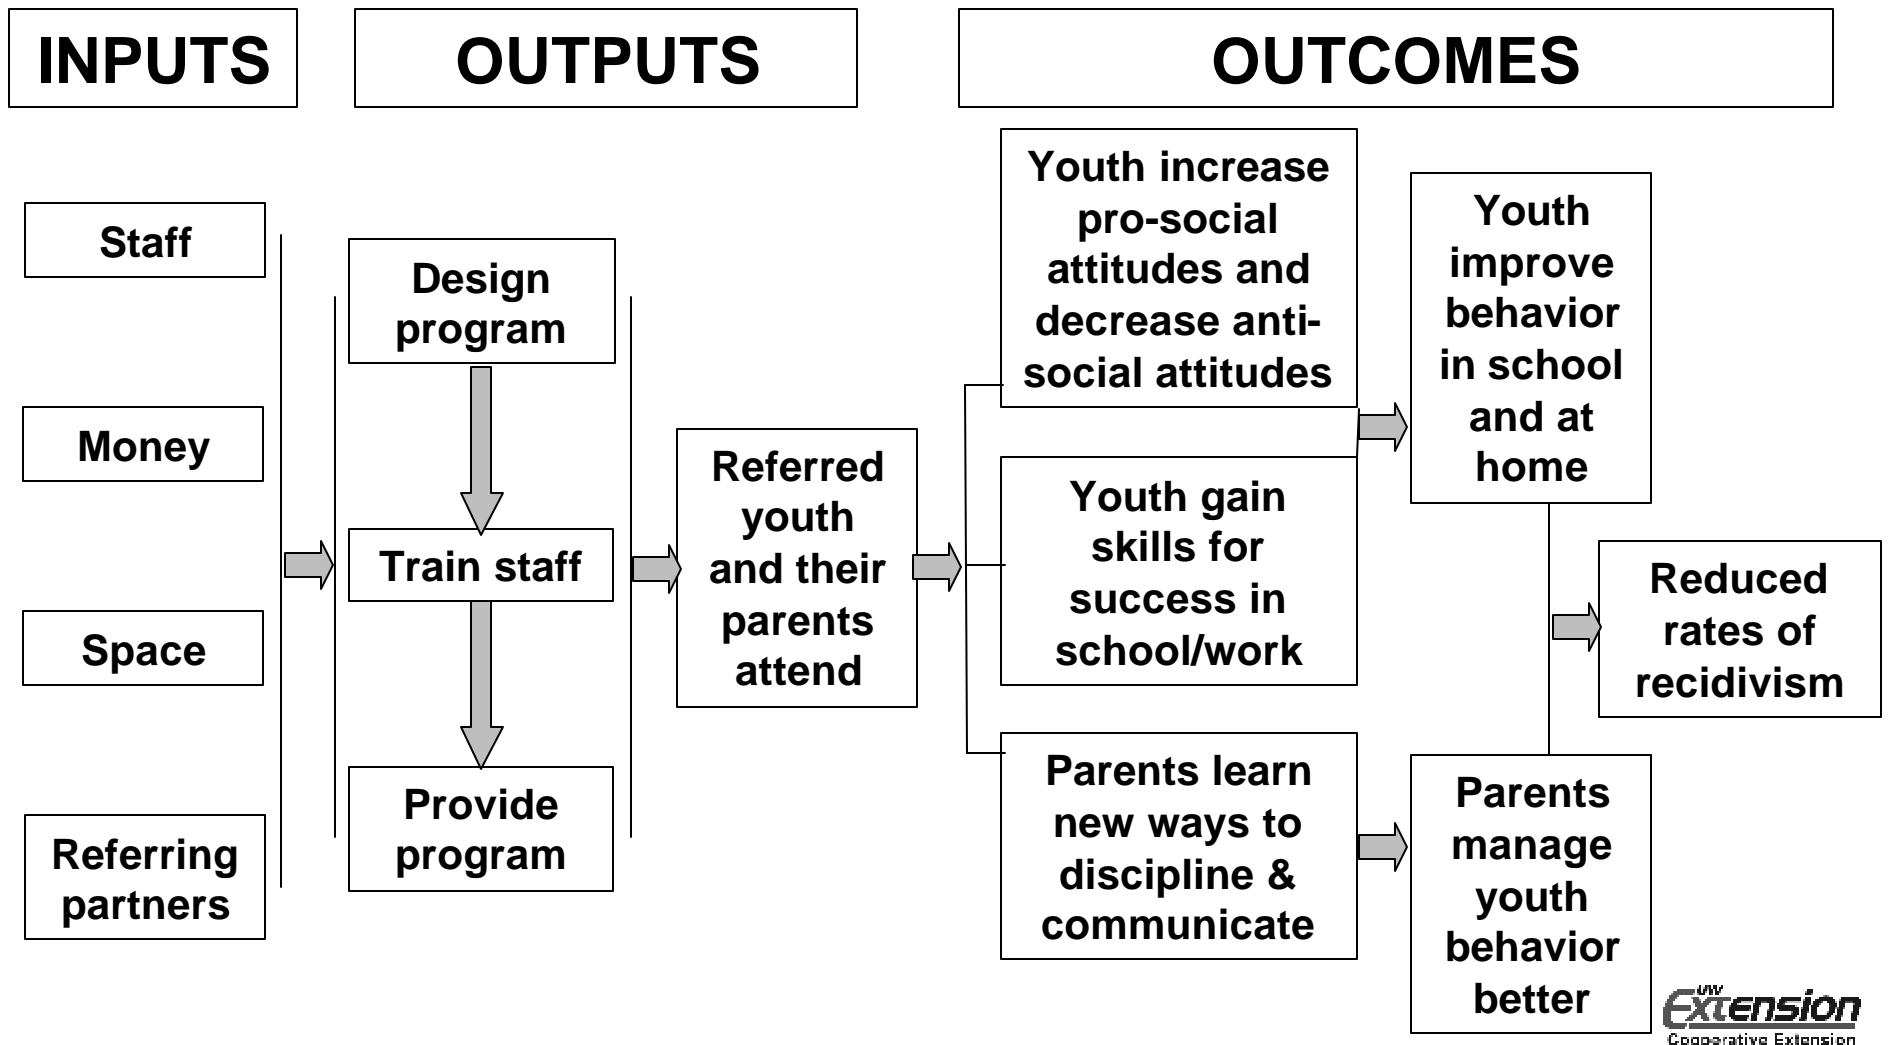 INPUTS
OUTPUTS
OUTCOMES
Staff
Money
Space
Referring
partners
Design
program
Train staff
Provide
program
Referred
youth
and their
parents
attend
Youth increase
pro-social
attitudes and
decrease anti-
social attitudes
Youth gain
skills for
success in
school/work
Parents learn
new ways to
discipline &
communicate
Youth
improve
behavior
in school
and at
home
Parents
manage
youth
behavior
better
Reduced
rates of
recidivism
UW
Extension
Cooperative Extension